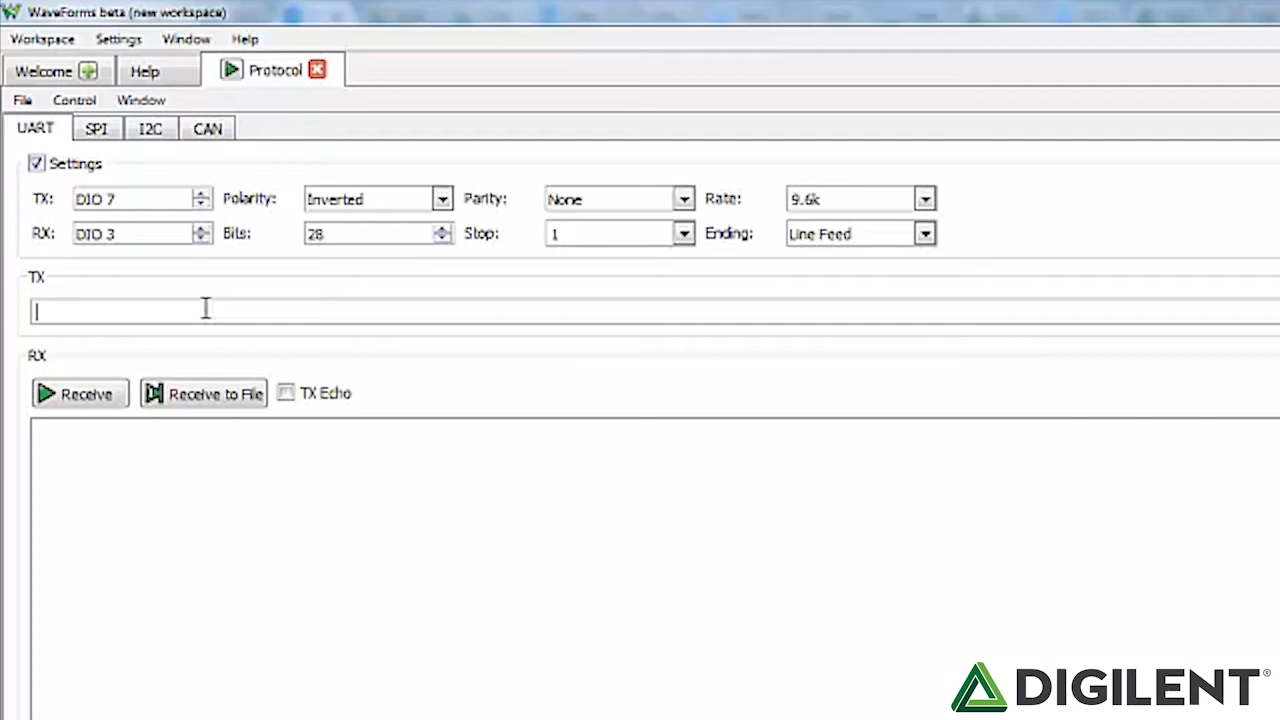 WaveForms beta (new workspace)
Workspace Settings Window Help
Welcome Help Protocol
File Control Window
UART SPI I2C CAN
Settings
TX: DIO 7 Polarity: Inverted Parity: None Rate: 9.6k
RX: DIO 3 Bits: 28 Stop: 1 Ending: Line Feed
TX
RX
Receive Receive to File TX Echo
DIGILENT®